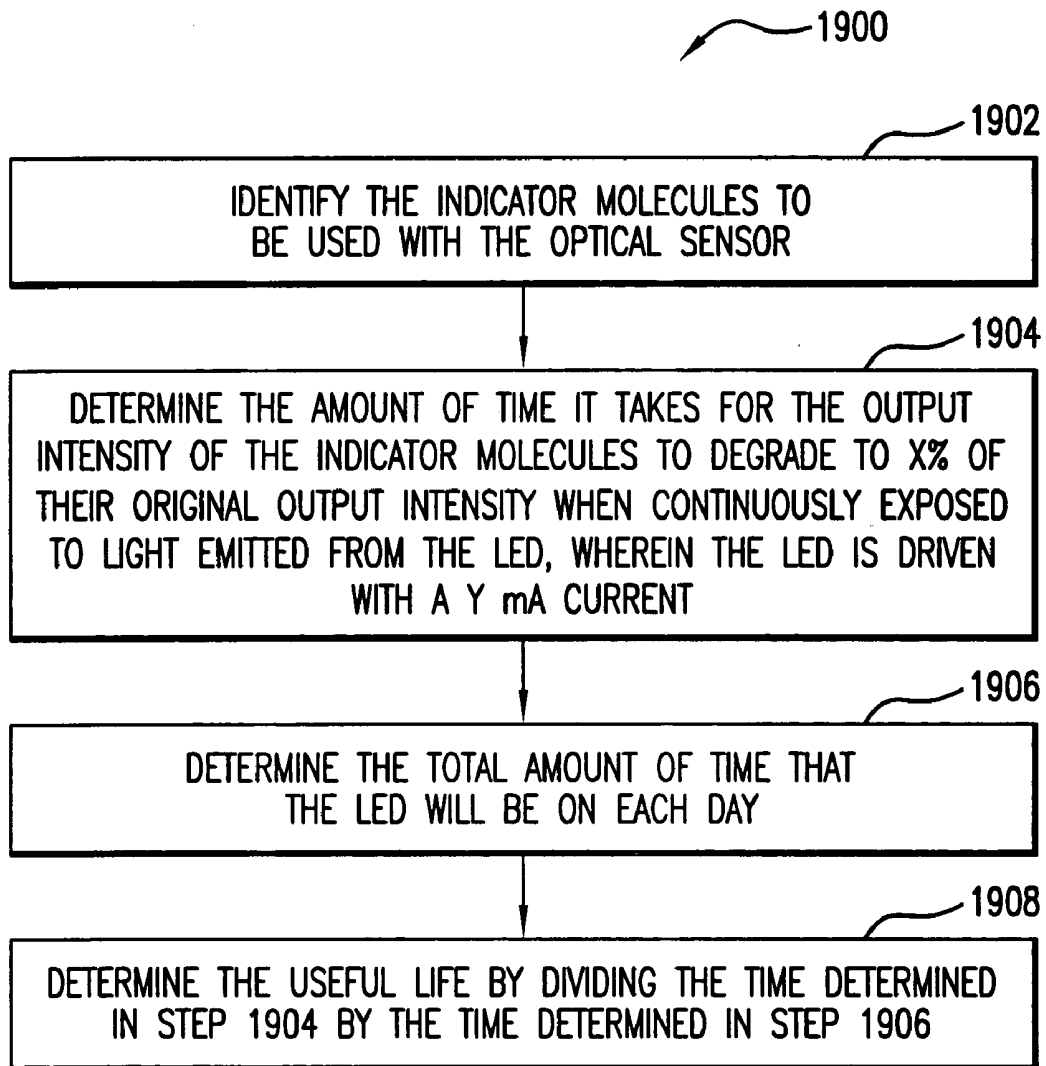 1900
1902
IDENTIFY THE INDICATOR MOLECULES TO
BE USED WITH THE OPTICAL SENSOR
1904
DETERMINE THE AMOUNT OF TIME IT TAKES FOR THE OUTPUT
INTENSITY OF THE INDICATOR MOLECULES TO DEGRADE TO X% OF
THEIR ORIGINAL OUTPUT INTENSITY WHEN CONTINUOUSLY EXPOSED
TO LIGHT EMITTED FROM THE LED, WHEREIN THE LED IS DRIVEN
WITH A Y mA CURRENT
1906
DETERMINE THE TOTAL AMOUNT OF TIME THAT
THE LED WILL BE ON EACH DAY
1908
DETERMINE THE USEFUL LIFE BY DIVIDING THE TIME DETERMINED
IN STEP 1904 BY THE TIME DETERMINED IN STEP 1906